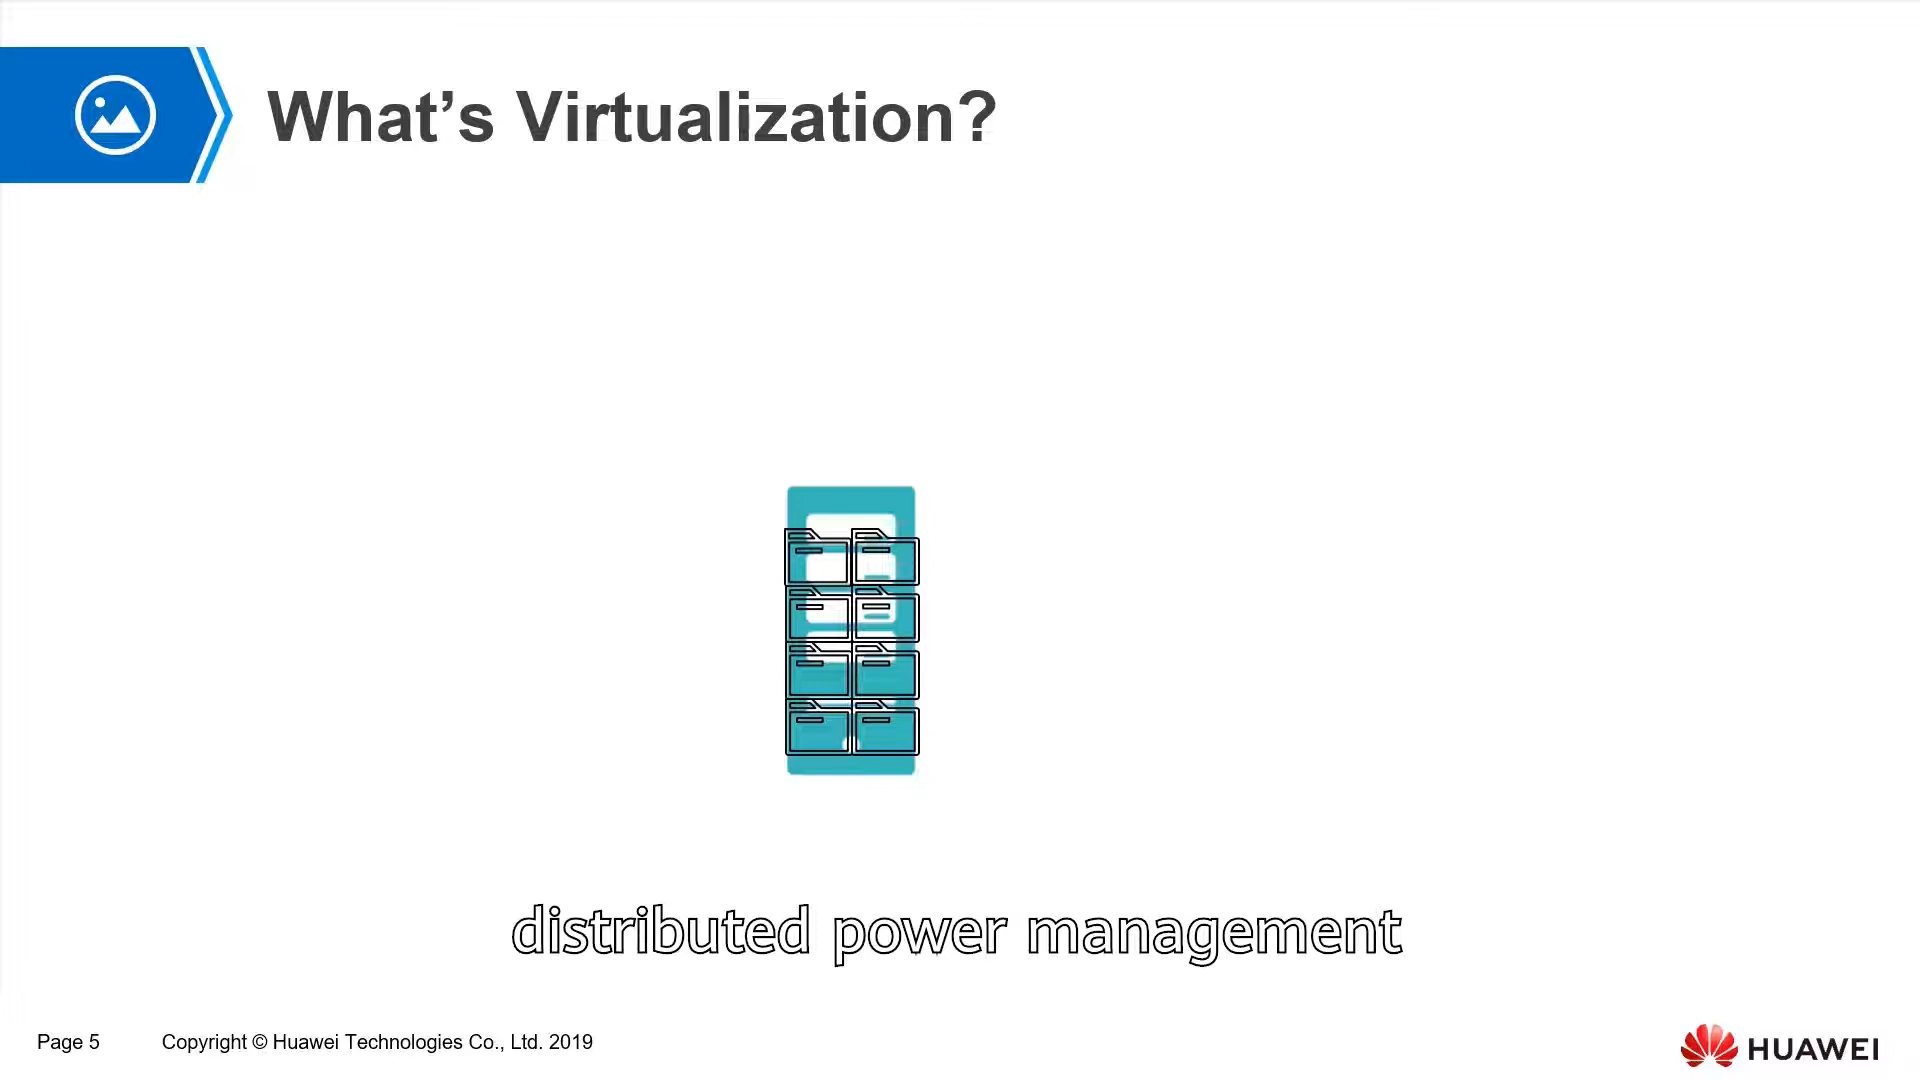 What’s Virtualization?
distributed power management
Page 5
Copyright © Huawei Technologies Co., Ltd. 2019
HUAWEI